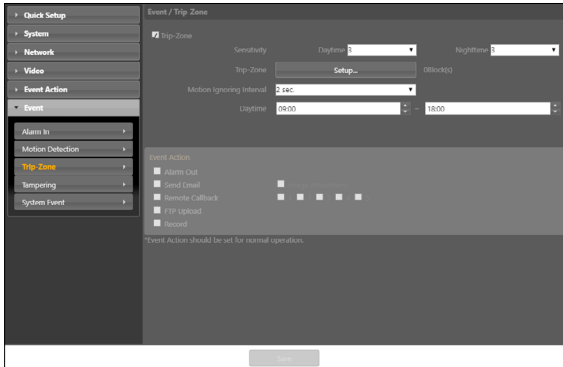 Quick Setup
System
Network
Video
Event Action
Event
Alarm In
Motion Detection
Trip-Zone
Tampering
System Event
Event / Trip Zone
Trip-Zone
Sensitivity Daytime 3 Nighttime 3
Trip-Zone Setup... 0Block(s)
Motion Ignoring Interval 2 sec.
Daytime 09:00 ~ 18:00
Event Action
Alarm Out
Send Email
Remote Callback
FTP Upload
Record
*Event Action should be set for normal operation.
Save